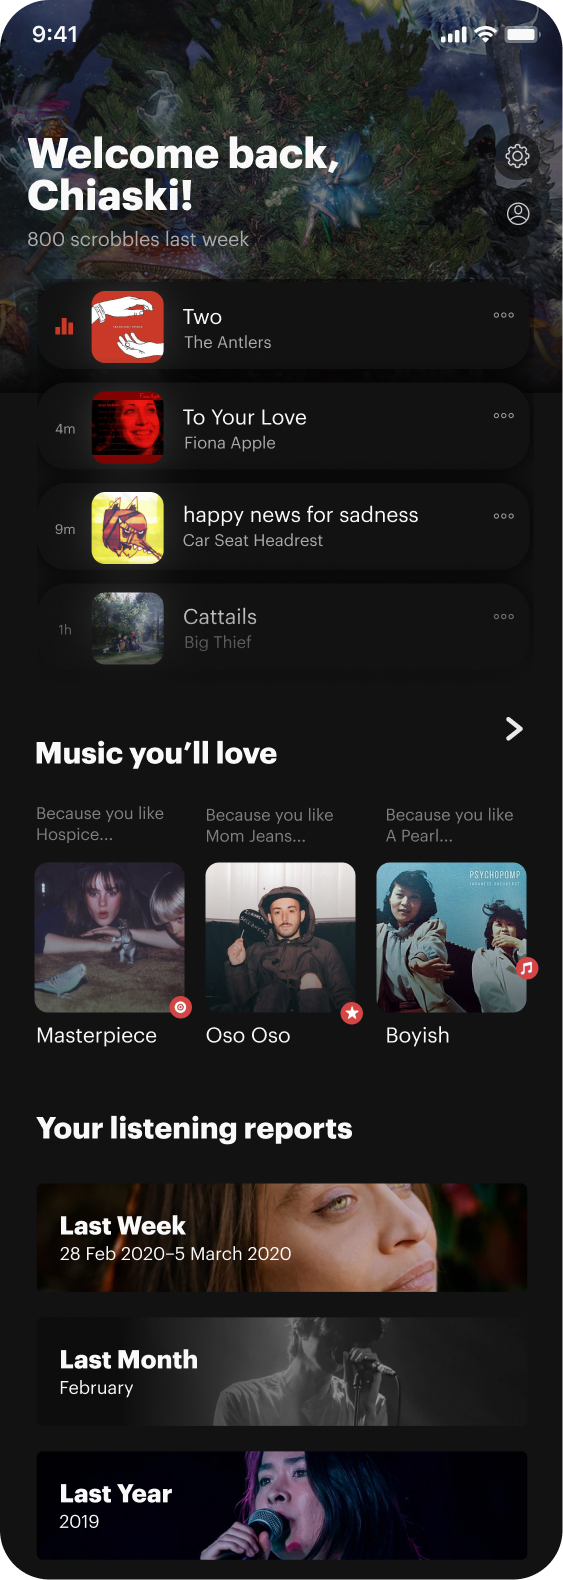 9:41
Welcome back,
Chiaski!
800 scrobbles last week
Two
The Antlers
4m
To Your Love
Fiona Apple
9m
happy news for sadness
Car Seat Headrest
1h
Cattails
Big Thief
Music you’ll love
Because you like
Hospice...
Because you like
Mom Jeans...
Because you like
A Pearl...
PSYCHOPOMP
JAPANESE BREAKFAST
Masterpiece
Oso Oso
Boyish
Your listening reports
Last Week
28 Feb 2020–5 March 2020
Last Month
February
Last Year
2019